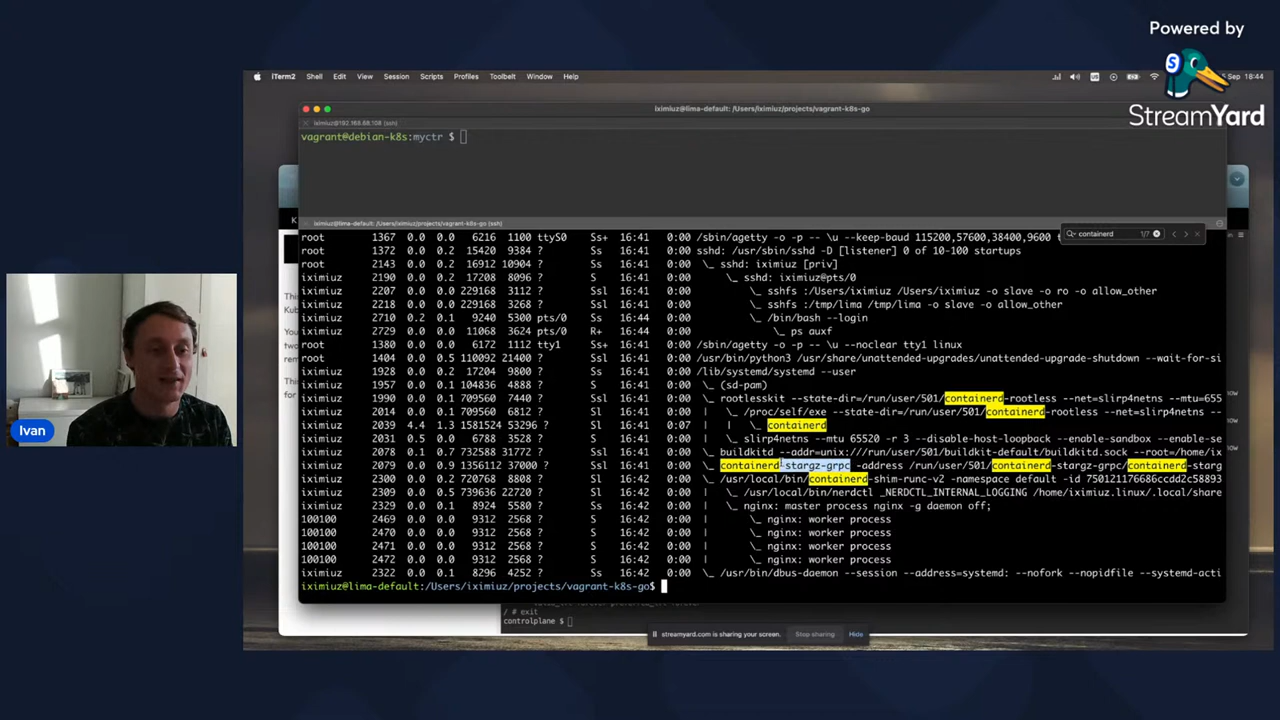 Powered by
StreamYard
iTerm2 Shell Edit View Session Scripts Profiles Toolbelt Window Help
Sep 18:44
iximiuz@lima-default: /Users/iximiuz/projects/vagrant-k8s-go
iximiuz@192.168.68.108 (ssh)
vagrant@debian-k8s:myctr $
iximiuz@lima-default: /Users/iximiuz/projects/vagrant-k8s-go (ssh)
containerd 1/7
root 1367 0.0 0.0 6216 1100 ttyS0 Ss+ 16:41 0:00 /sbin/agetty -o -p -- \u --keep-baud 115200,57600,38400,9600
root 1372 0.0 0.2 15420 9384 ? Ss 16:41 0:00 sshd: /usr/sbin/sshd -D [listener] 0 of 10-100 startups
root 2143 0.0 0.2 16912 10904 ? Ss 16:41 0:00 \_ sshd: iximiuz [priv]
iximiuz 2190 0.0 0.2 17208 8096 ? S 16:41 0:00 \_ sshd: iximiuz@pts/0
iximiuz 2207 0.0 0.0 229168 3112 ? Ssl 16:41 0:00 \_ sshfs :/Users/iximiuz /Users/iximiuz -o slave -o ro -o allow_other
iximiuz 2218 0.0 0.0 229168 3268 ? Ssl 16:41 0:00 \_ sshfs :/tmp/lima /tmp/lima -o slave -o allow_other
iximiuz 2710 0.2 0.1 9240 5300 pts/0 Ss 16:44 0:00 \_ /bin/bash --login
iximiuz 2729 0.0 0.0 11068 3624 pts/0 R+ 16:44 0:00 \_ ps auxf
root 1380 0.0 0.0 6172 1112 tty1 Ss+ 16:41 0:00 /sbin/agetty -o -p -- \u --noclear tty1 linux
root 1404 0.0 0.5 110092 21400 ? Ssl 16:41 0:00 /usr/bin/python3 /usr/share/unattended-upgrades/unattended-upgrade-shutdown --wait-for-si
iximiuz 1928 0.0 0.2 17204 9800 ? Ss 16:41 0:00 /lib/systemd/systemd --user
iximiuz 1957 0.0 0.1 104836 4888 ? S 16:41 0:00 \_ (sd-pam)
iximiuz 1990 0.0 0.1 709560 7440 ? Ssl 16:41 0:00 \_ rootlesskit --state-dir=/run/user/501/containerd-rootless --net=slirp4netns --mtu=655
iximiuz 2014 0.0 0.1 709560 6812 ? Sl 16:41 0:00 | \_ /proc/self/exe --state-dir=/run/user/501/containerd-rootless --net=slirp4netns --
iximiuz 2039 4.4 1.3 1581524 53296 ? Sl 16:41 0:07 | | \_ containerd
iximiuz 2031 0.5 0.0 6788 3528 ? S 16:41 0:00 | \_ slirp4netns --mtu 65520 -r 3 --disable-host-loopback --enable-sandbox --enable-se
iximiuz 2078 0.1 0.7 732588 31772 ? Ssl 16:41 0:00 \_ buildkitd --addr=unix:///run/user/501/buildkit-default/buildkitd.sock --root=/home/ix
iximiuz 2079 0.0 0.9 1356112 37000 ? Ssl 16:41 0:00 \_ containerd-stargz-grpc -address /run/user/501/containerd-stargz-grpc/containerd-starg
iximiuz 2300 0.0 0.2 720768 8808 ? Sl 16:42 0:00 \_ /usr/local/bin/containerd-shim-runc-v2 -namespace default -id 750121176686ccdd2c58893
iximiuz 2309 0.0 0.5 739636 22720 ? Sl 16:42 0:00 | \_ /usr/local/bin/nerdctl _NERDCTL_INTERNAL_LOGGING /home/iximiuz.linux/.local/share
iximiuz 2329 0.0 0.1 8924 5580 ? Ss 16:42 0:00 | \_ nginx: master process nginx -g daemon off;
100100 2469 0.0 0.0 9312 2568 ? S 16:42 0:00 | \_ nginx: worker process
100100 2470 0.0 0.0 9312 2568 ? S 16:42 0:00 | \_ nginx: worker process
100100 2471 0.0 0.0 9312 2568 ? S 16:42 0:00 | \_ nginx: worker process
100100 2472 0.0 0.0 9312 2568 ? S 16:42 0:00 | \_ nginx: worker process
iximiuz 2322 0.0 0.1 8296 4252 ? Ss 16:42 0:00 \_ /usr/bin/dbus-daemon --session --address=systemd: --nofork --nopidfile --systemd-acti
iximiuz@lima-default:/Users/iximiuz/projects/vagrant-k8s-go$
/ # exit
controlplane $
streamyard.com is sharing your screen. Stop sharing Hide
Ivan